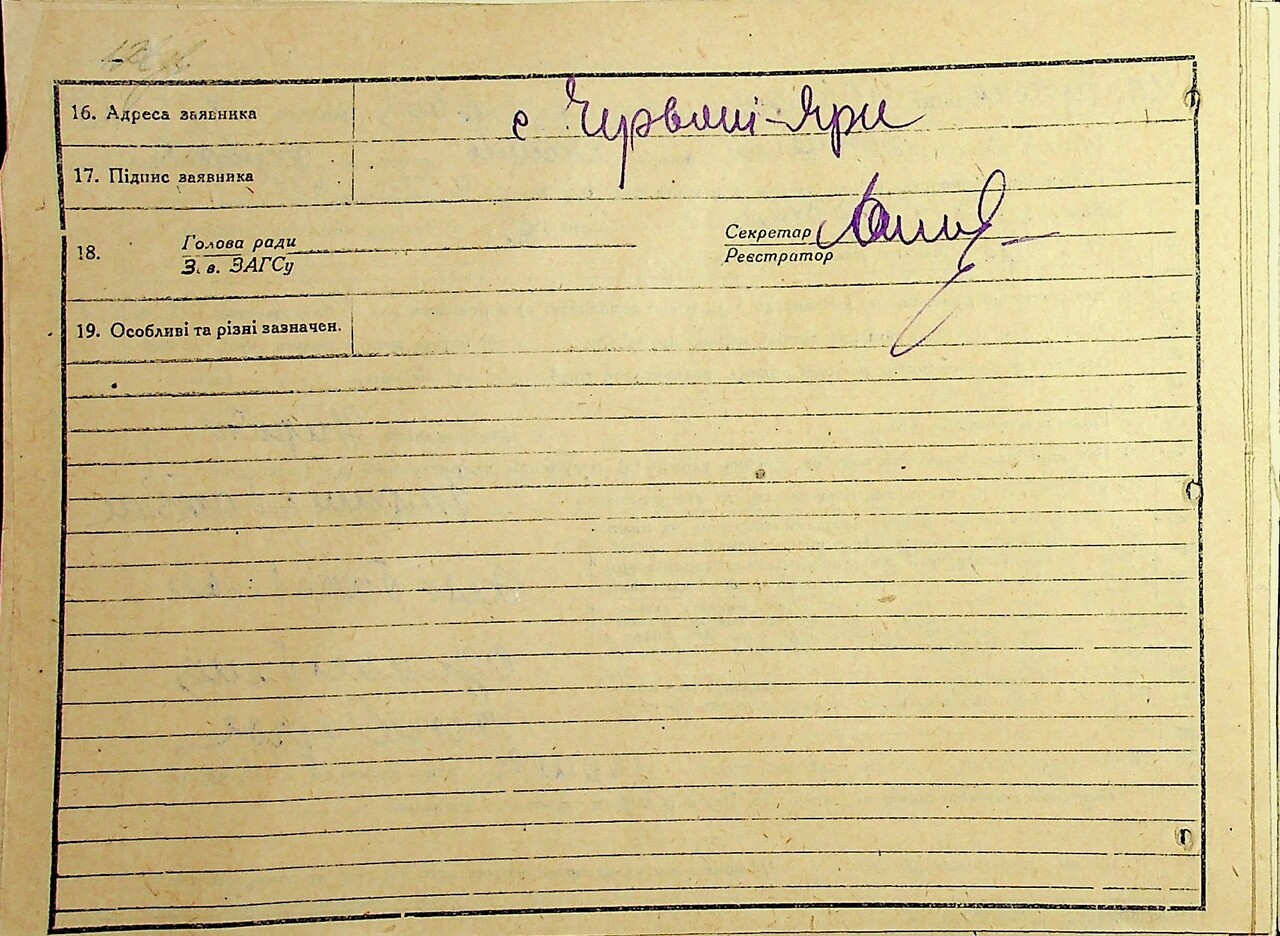 16. Адреса заявника с Червоні-Яри
17. Підпис заявника
18. Голова ради Секретар
З. в. ЗАГСу Реєстратор
19. Особливі та різні зазначен.